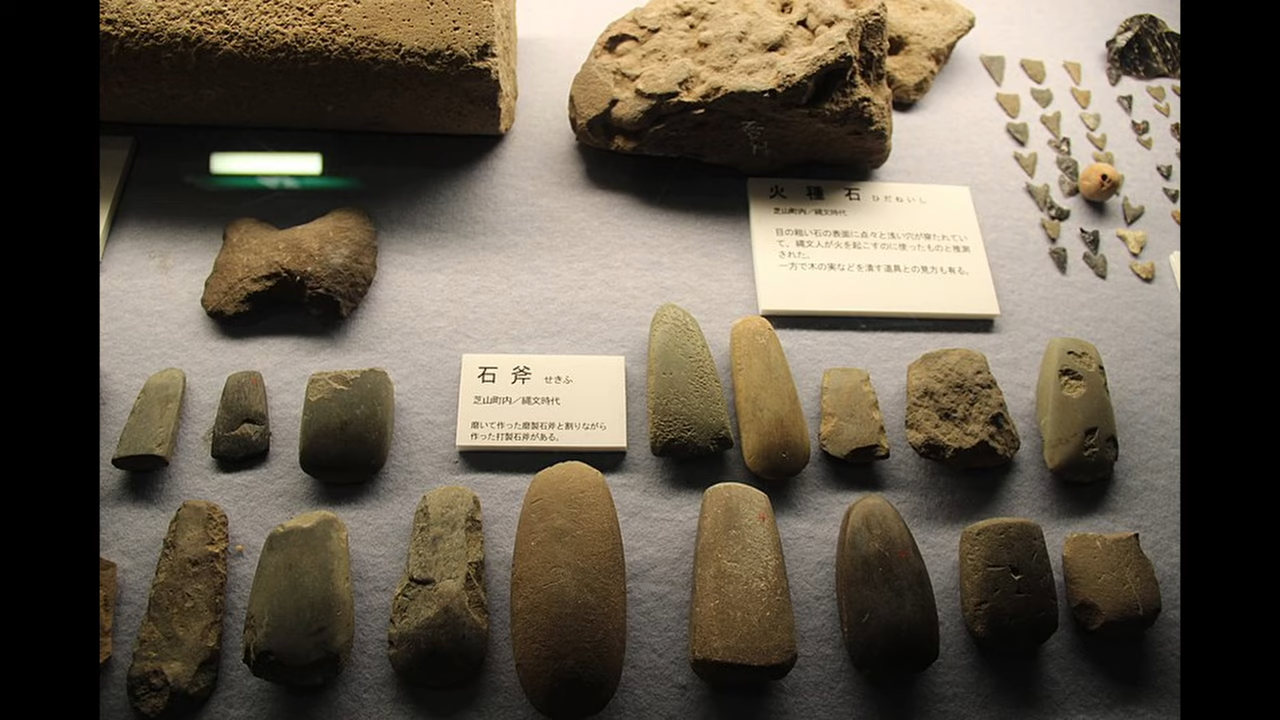 火種石 ひだねいし
芝山町内／縄文時代
目の粗い石の表面に点々と浅い穴が穿たれてい
て、縄文人が火を起こすのに使ったものと推測
された。
一方で木の実などを潰す道具との見方も有る。
石斧 せきふ
芝山町内／縄文時代
磨いて作った磨製石斧と割りながら
作った打製石斧がある。